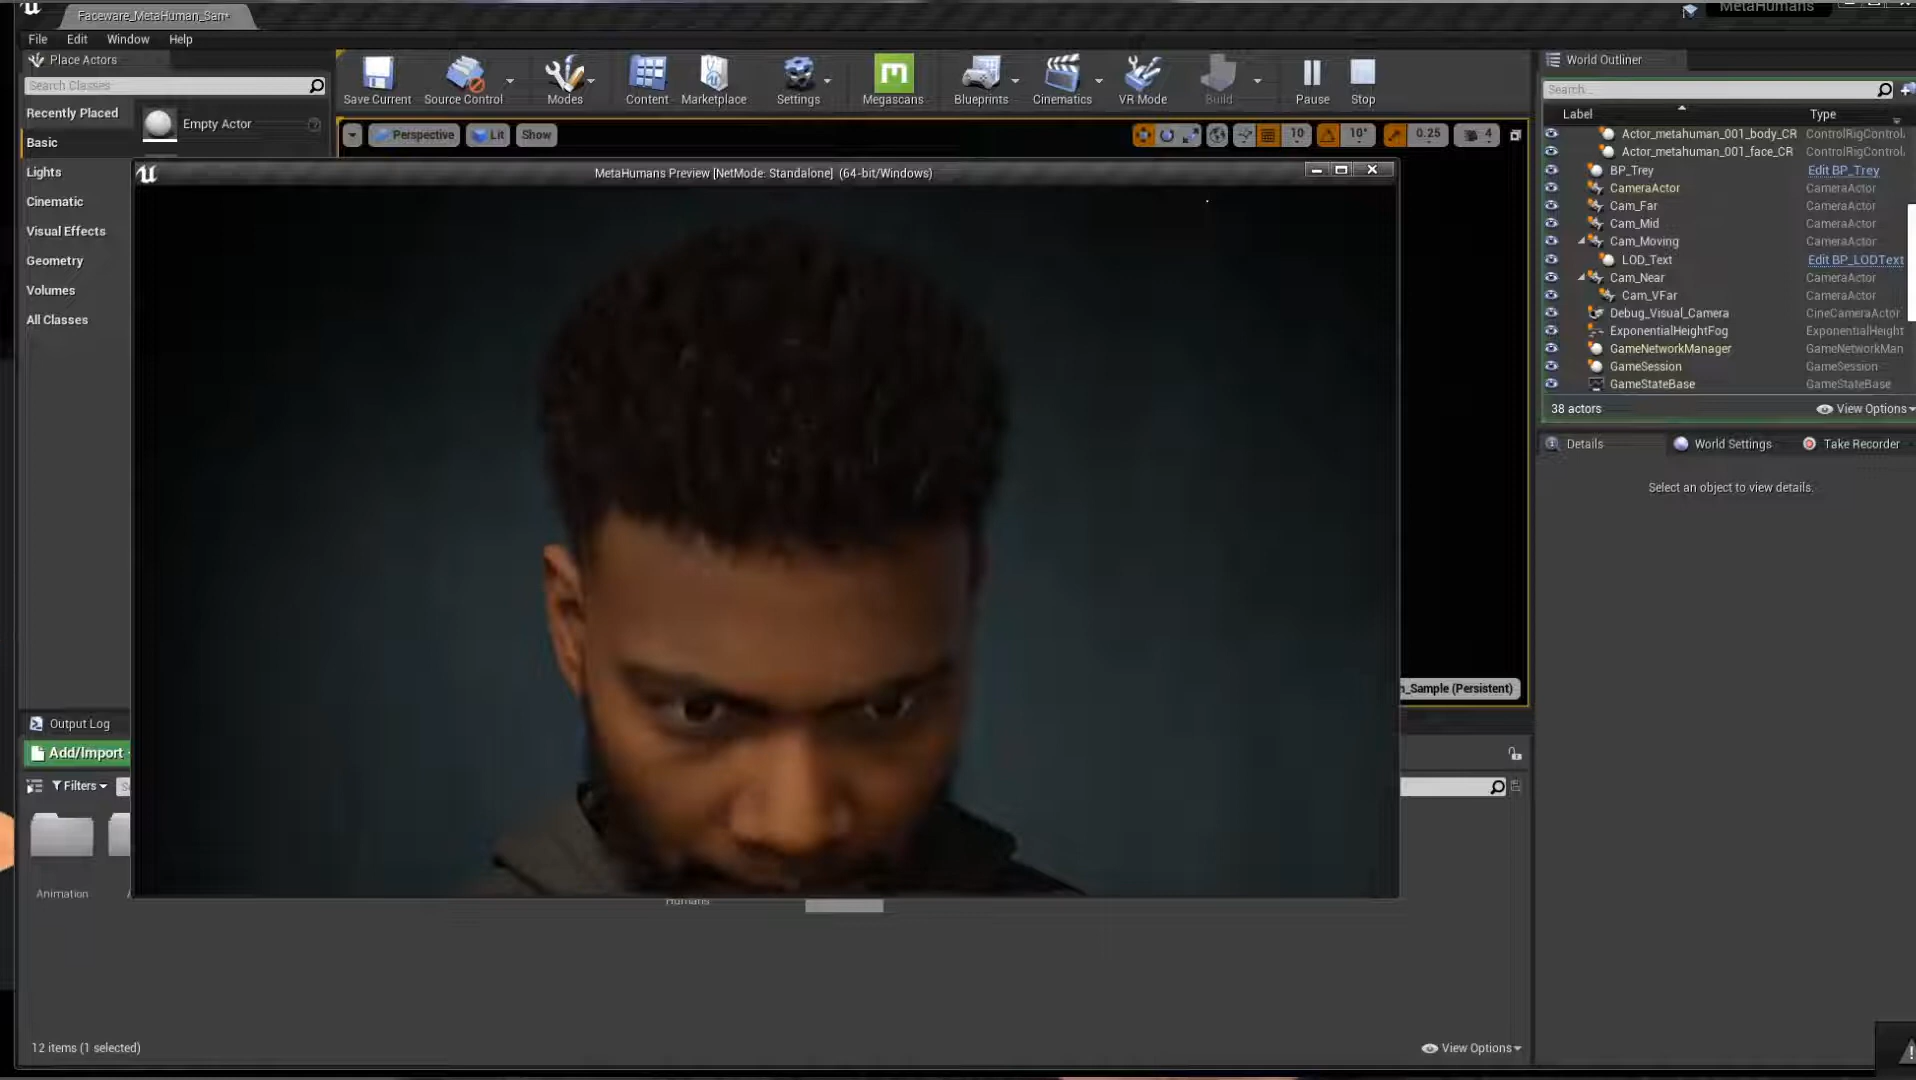 Faceware_MetaHuman_Sam•
MetaHumans
File Edit Window Help
Place Actors
Search Classes
Recently Placed
Basic
Lights
Cinematic
Visual Effects
Geometry
Volumes
All Classes
Empty Actor
Save Current Source Control Modes Content Marketplace Settings Megascans Blueprints Cinematics VR Mode Build Pause Stop
Perspective Lit Show
10 10° 0.25 4
MetaHumans Preview [NetMode: Standalone] (64-bit/Windows)
World Outliner
Search...
Label Type
Actor_metahuman_001_body_CR ControlRigControl
Actor_metahuman_001_face_CR ControlRigControl
BP_Trey Edit BP_Trey
CameraActor CameraActor
Cam_Far CameraActor
Cam_Mid CameraActor
Cam_Moving CameraActor
LOD_Text Edit BP_LODText
Cam_Near CameraActor
Cam_VFar CameraActor
Debug_Visual_Camera CineCameraActor
ExponentialHeightFog ExponentialHeight
GameNetworkManager GameNetworkMan
GameSession GameSession
GameStateBase GameStateBase
38 actors View Options
Details World Settings Take Recorder
Select an object to view details.
_Sample (Persistent)
Output Log
Add/Import
Filters
Animation
Humans
12 items (1 selected)
View Options